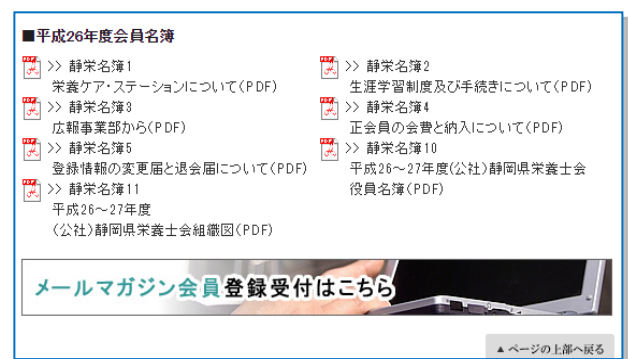 ■平成26年度会員名簿
>> 静栄名簿1
栄養ケア・ステーションについて(PDF)
>> 静栄名簿2
生涯学習制度及び手続きについて(PDF)
>> 静栄名簿3
広報事業部から(PDF)
>> 静栄名簿4
正会員の会費と納入について(PDF)
>> 静栄名簿5
登録情報の変更届と退会届について(PDF)
>> 静栄名簿10
平成26～27年度(公社)静岡県栄養士会
役員名簿(PDF)
>> 静栄名簿11
平成26～27年度
(公社)静岡県栄養士会組織図(PDF)
メールマガジン会員登録受付はこちら
▲ページの上部へ戻る